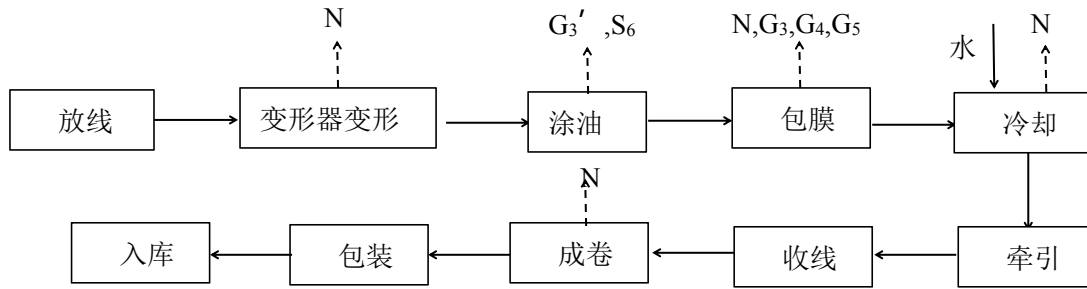 N
G₃′ ,S₆
N,G₃,G₄,G₅
水
N
放线
变形器变形
涂油
包膜
冷却
N
入库
包装
成卷
收线
牵引